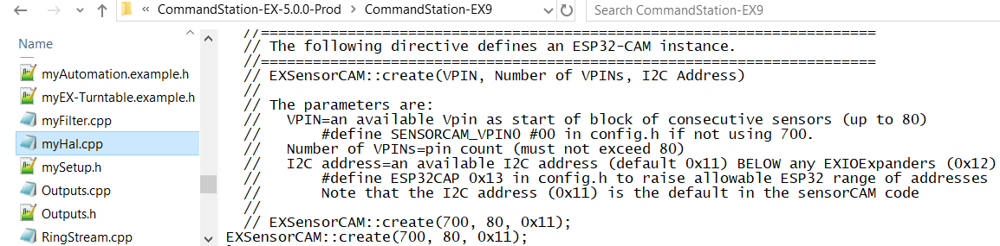 « CommandStation-EX-5.0.0-Prod > CommandStation-EX9
Search CommandStation-EX9
Name
myAutomation.example.h
myEX-Turntable.example.h
myFilter.cpp
myHal.cpp
mySetup.h
Outputs.cpp
Outputs.h
RingStream.cpp
//=======================================================================
// The following directive defines an ESP32-CAM instance.
//=======================================================================
// EXSensorCAM::create(VPIN, Number of VPINs, I2C Address)
//
// The parameters are:
//   VPIN=an available Vpin as start of block of consecutive sensors (up to 80)
//       #define SENSORCAM_VPIN0 #00 in config.h if not using 700.
//   Number of VPINs=pin count (must not exceed 80)
//   I2C address=an available I2C address (default 0x11) BELOW any EXIOExpanders (0x12)
//       #define ESP32CAP 0x13 in config.h to raise allowable ESP32 range of addresses
//       Note that the I2C address (0x11) is the default in the sensorCAM code
//
// EXSensorCAM::create(700, 80, 0x11);
EXSensorCAM::create(700, 80, 0x11);